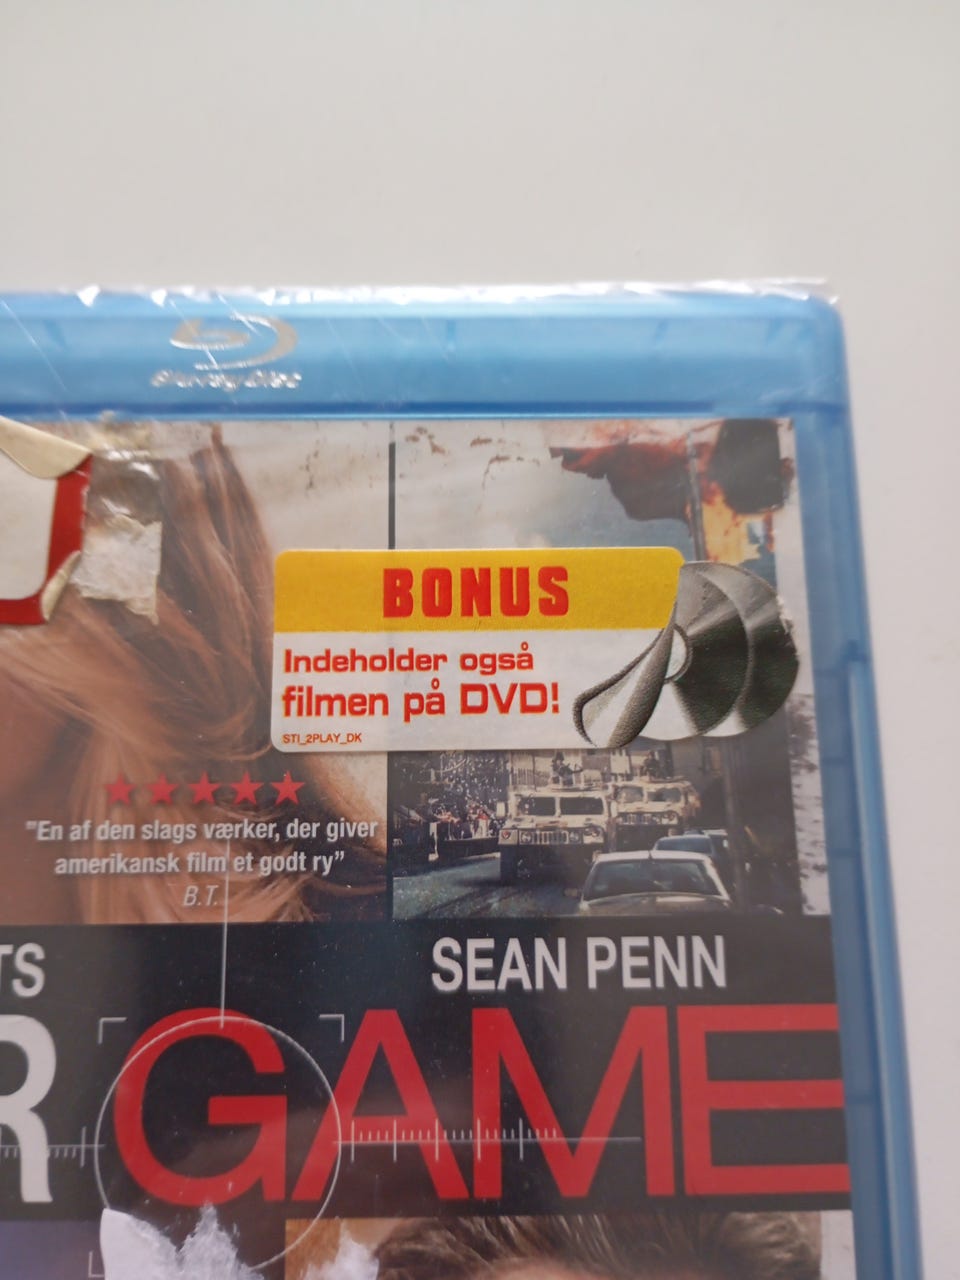 Blu-ray Disc
BONUS
Indeholder også
filmen på DVD!
STI_2PLAY_DK
★★★★★
"En af den slags værker, der giver
amerikansk film et godt ry”
B.T.
TS
SEAN PENN
R GAME